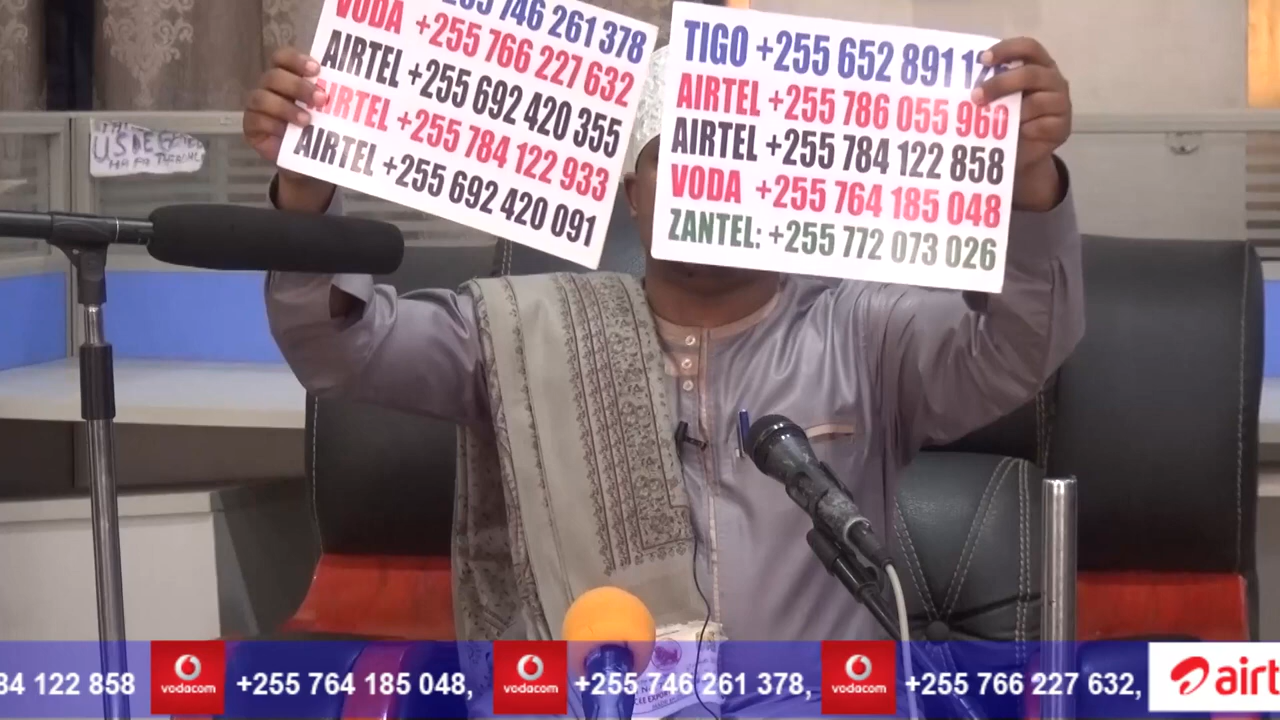 746 261 378
VODA +255 766 227 632
AIRTEL +255 692 420 355
AIRTEL +255 784 122 933
AIRTEL +255 692 420 091
TIGO +255 652 891
AIRTEL +255 786 055 960
AIRTEL +255 784 122 858
VODA +255 764 185 048
ZANTEL: +255 772 073 026
84 122 858 vodacom +255 764 185 048, vodacom +255 746 261 378, vodacom +255 766 227 632, airt